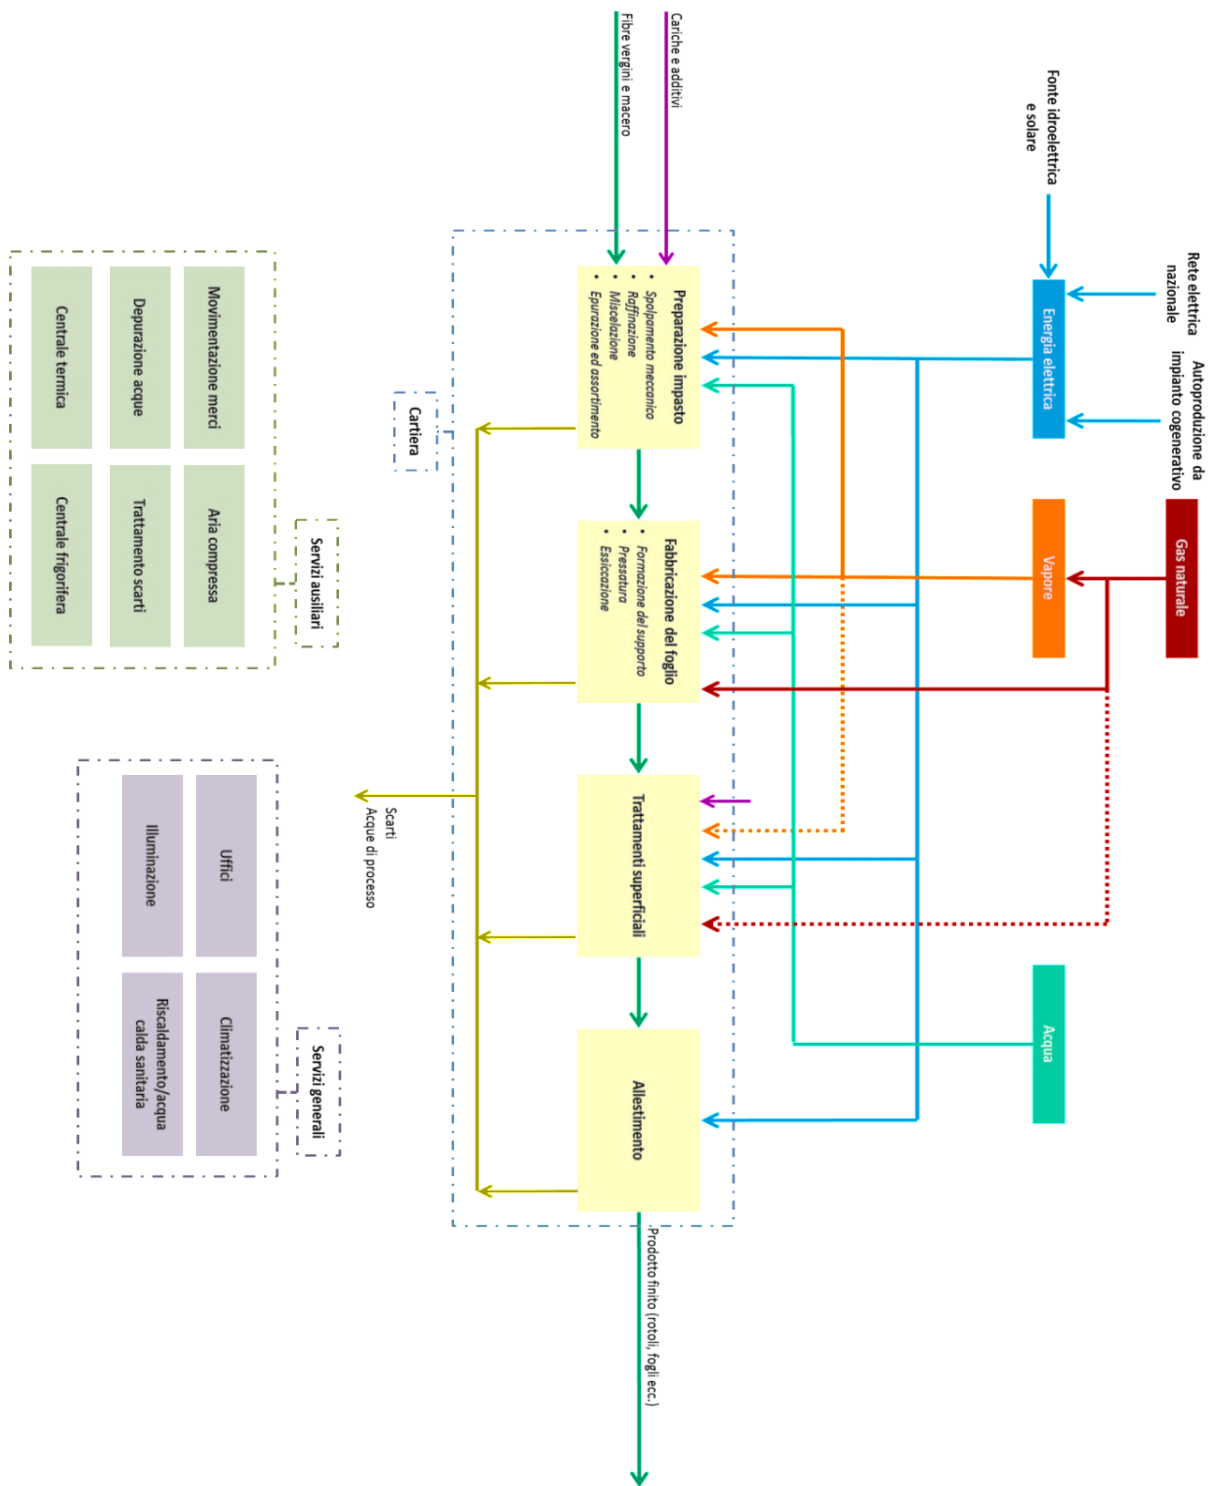 Gas naturale
Rete elettrica
nazionale
Autoproduzione da
impianto cogenerativo
Fonte idroelettrica
e solare
Energia elettrica
Vapore
Acqua
Cariche e additivi
Fibre vergini e macero
Preparazione impasto
• Spolpamento meccanico
• Raffinazione
• Miscelazione
• Epurazione ed assortimento
Fabbricazione del foglio
• Formazione del supporto
• Pressatura
• Essiccazione
Trattamenti superficiali
Allestimento
Prodotto finito (rotoli, fogli ecc.)
Cartiera
Scarti
Acque di processo
Servizi ausiliari
Movimentazione merci
Aria compressa
Depurazione acque
Trattamento scarti
Centrale termica
Centrale frigorifera
Servizi generali
Uffici
Climatizzazione
Illuminazione
Riscaldamento/acqua
calda sanitaria